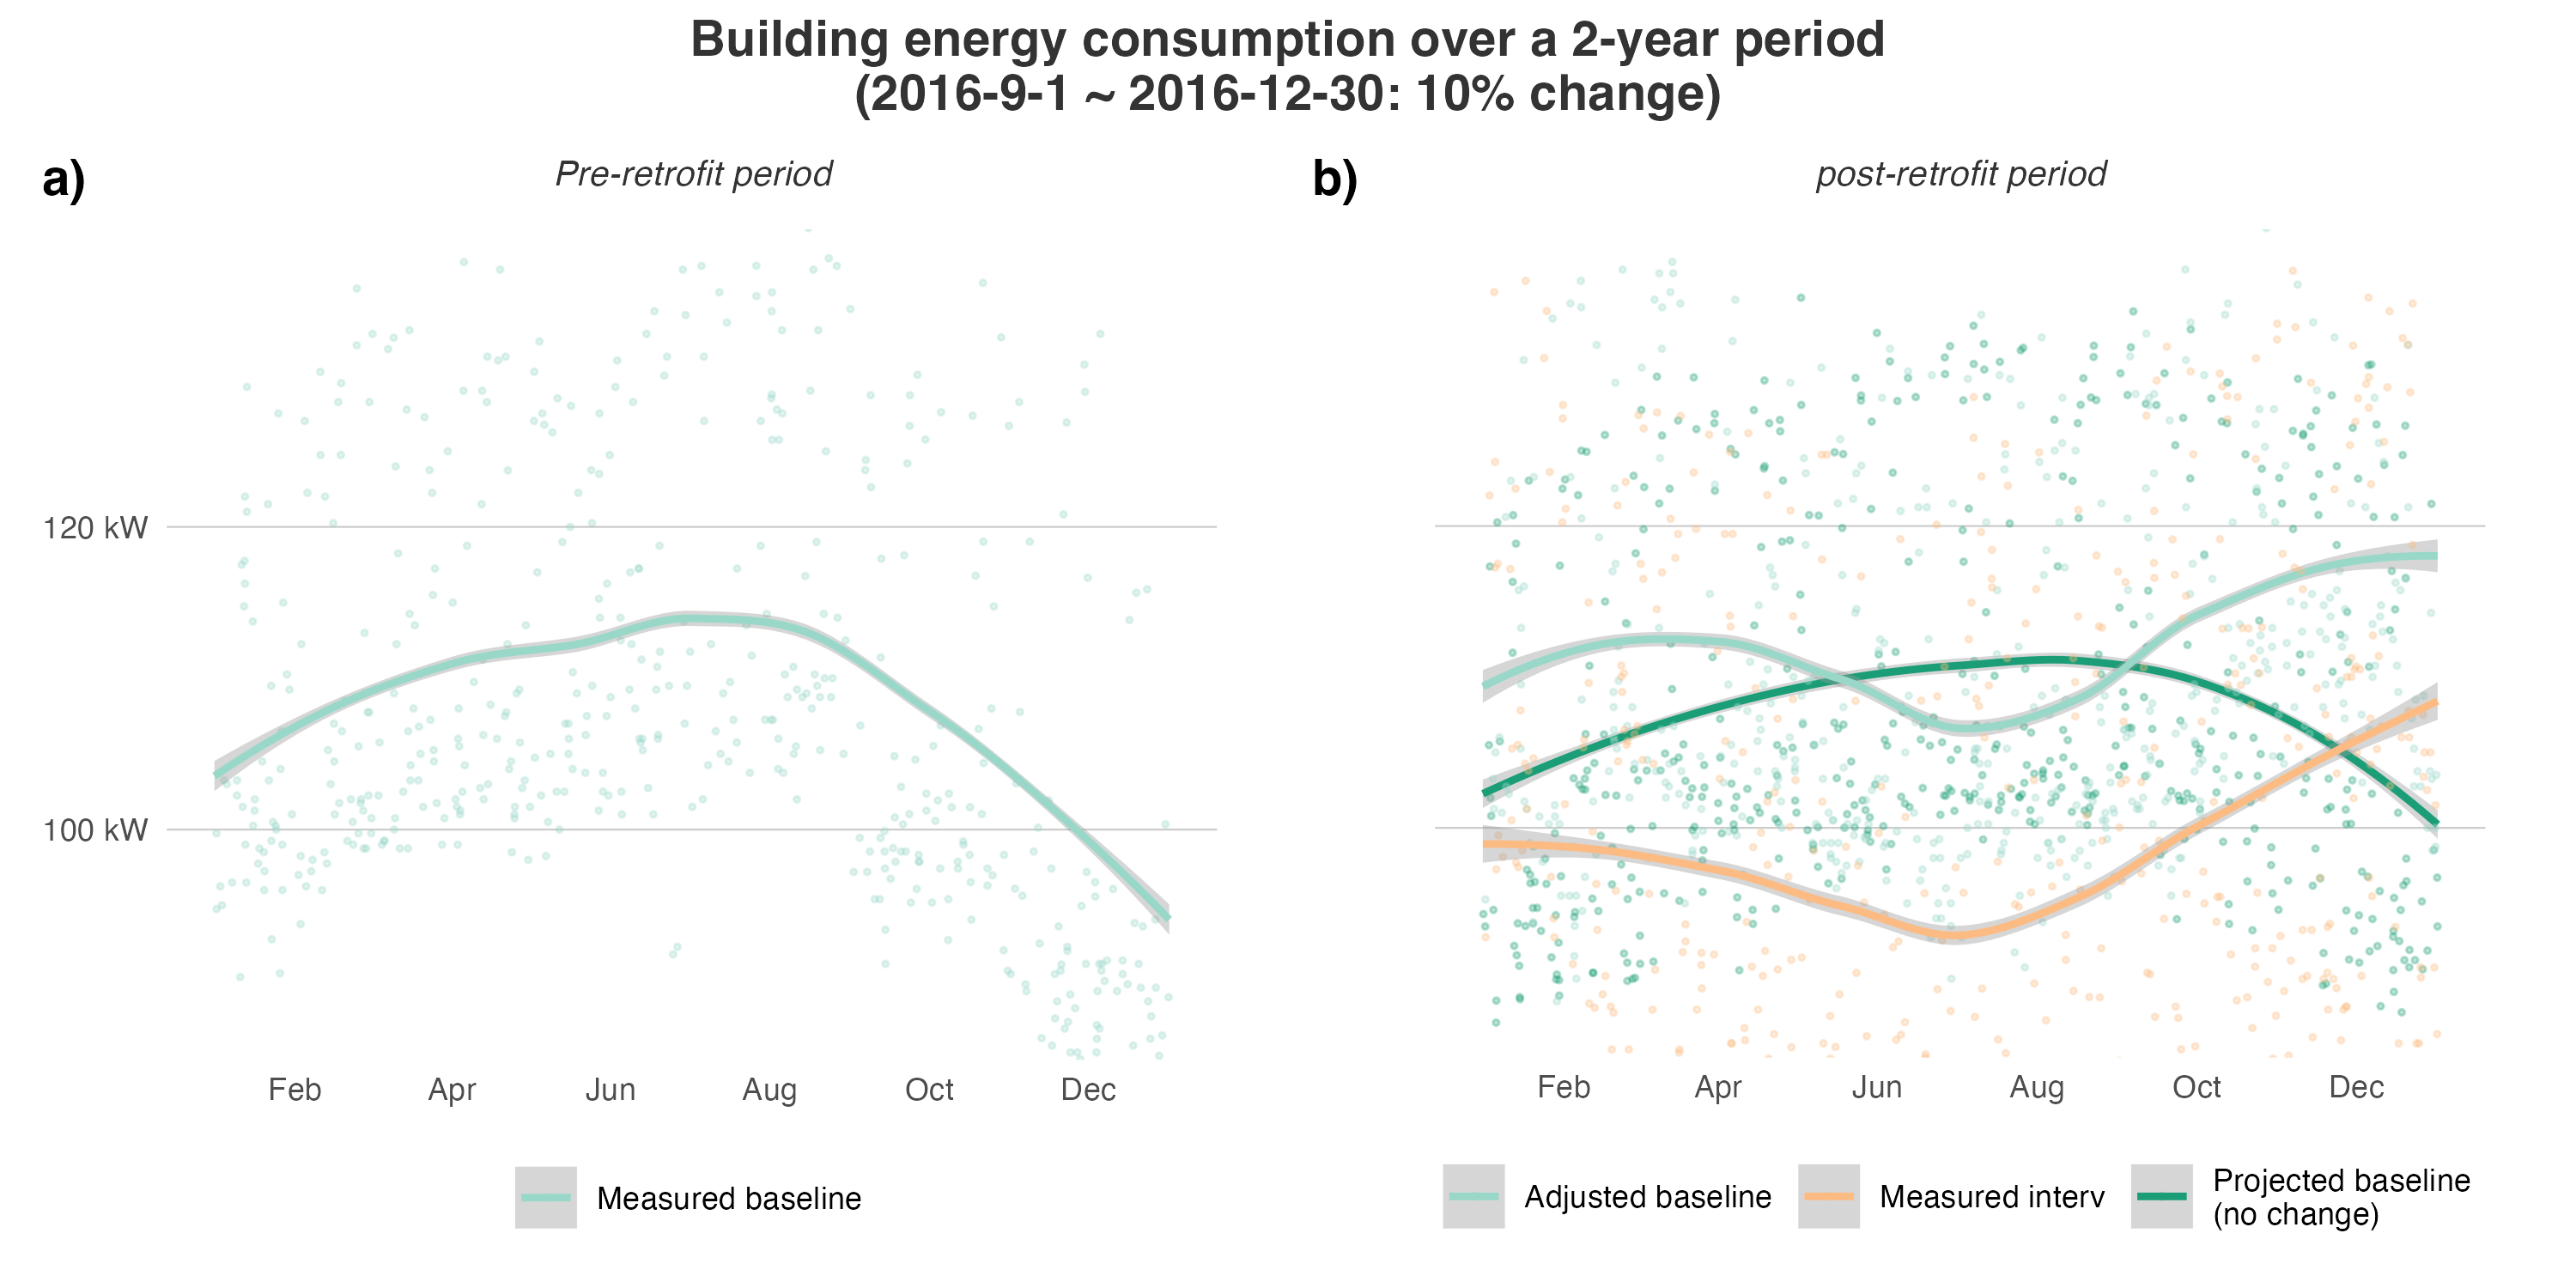 Building energy consumption over a 2-year period
(2016-9-1 ~ 2016-12-30: 10% change)
a)
Pre-retrofit period
120 kW
100 kW
Feb Apr Jun Aug Oct Dec
Measured baseline
b)
post-retrofit period
Feb Apr Jun Aug Oct Dec
Adjusted baseline
Measured interv
Projected baseline
(no change)